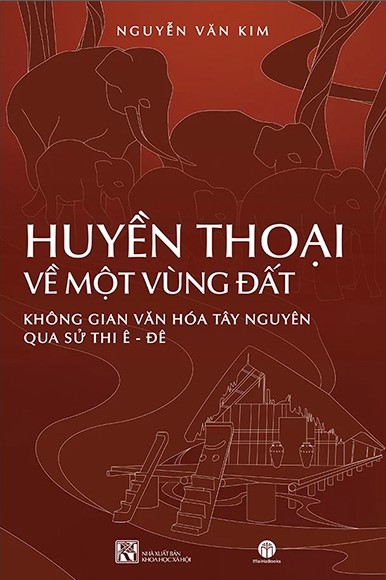 NGUYỄN VĂN KIM
HUYỀN THOẠI
VỀ MỘT VÙNG ĐẤT
KHÔNG GIAN VĂN HÓA TÂY NGUYÊN
QUA SỬ THI Ê - ĐÊ
NHÀ XUẤT BẢN
KHOA HỌC XÃ HỘI
MaiHaBooks